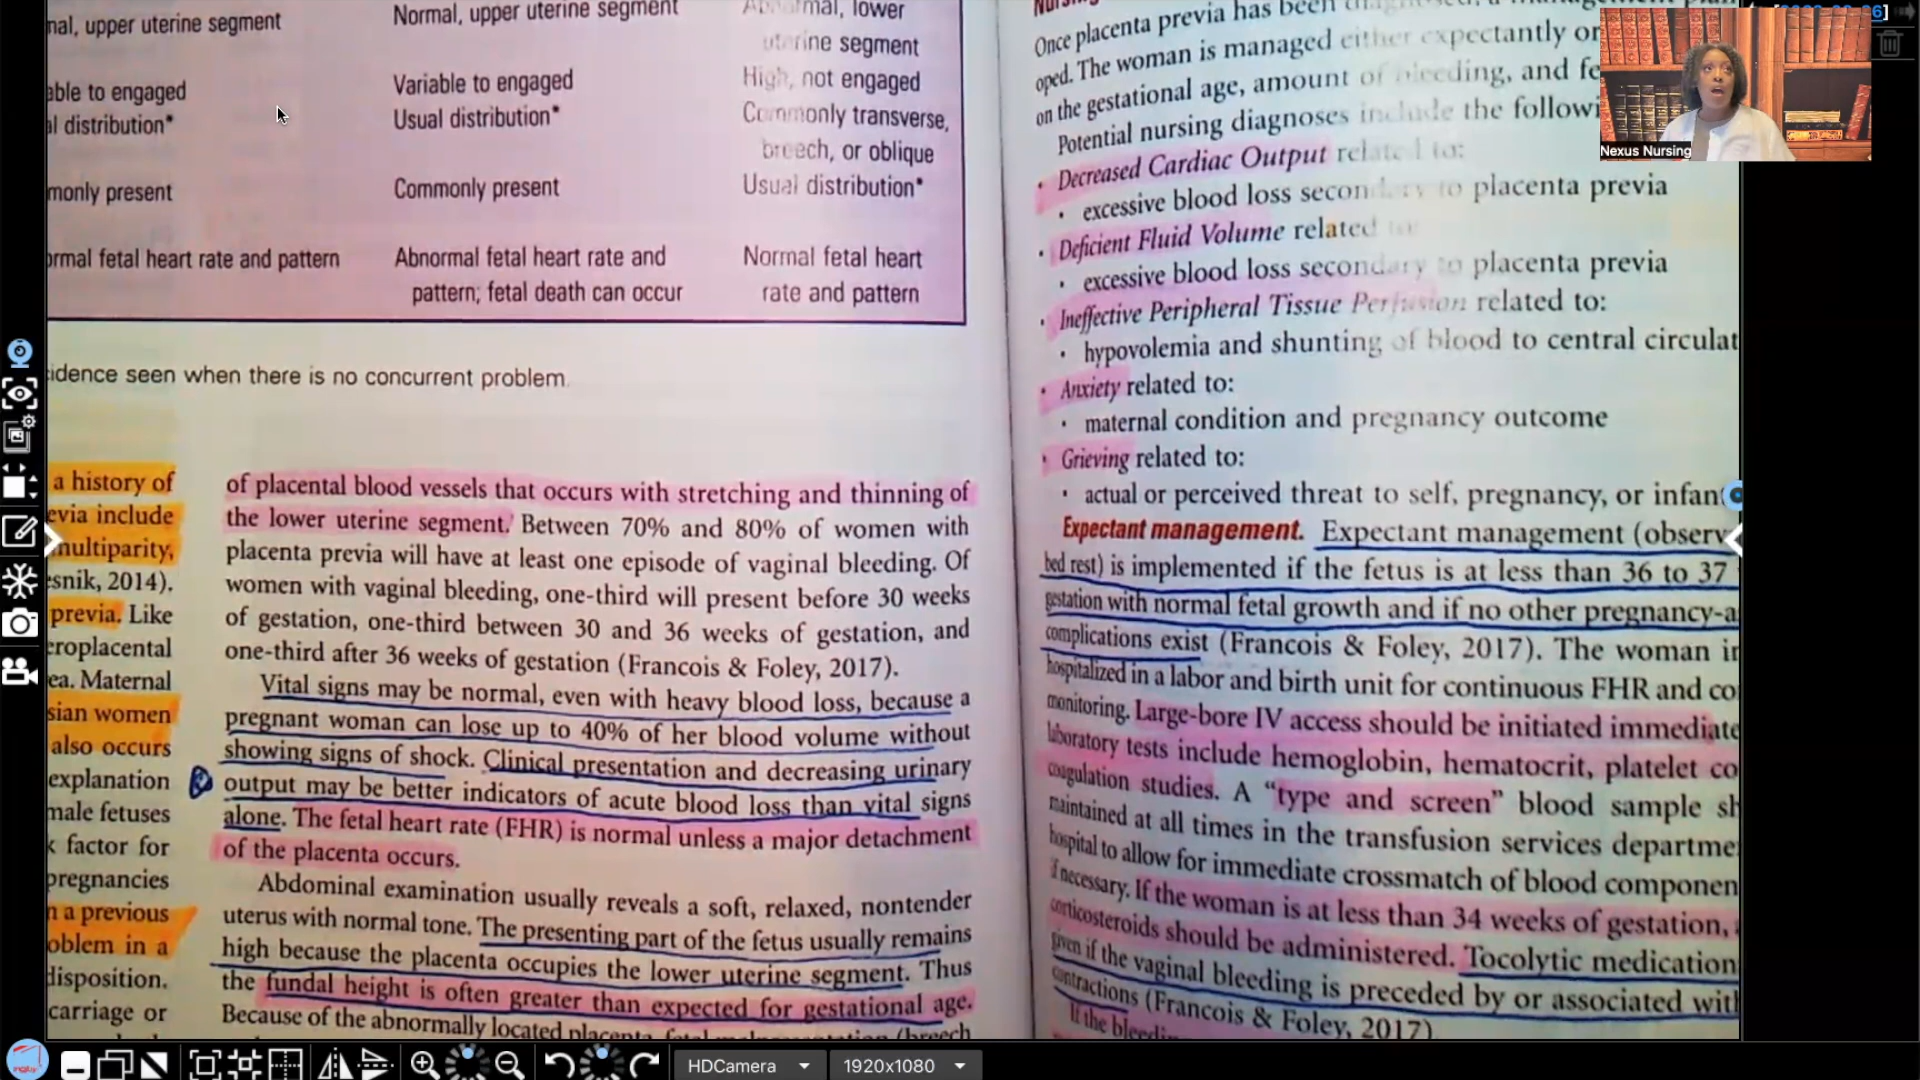 nal, upper uterine segment
Normal, upper uterine segment
Abnormal, lower
uterine segment
able to engaged
Variable to engaged
High, not engaged
al distribution*
Usual distribution*
Commonly transverse,
breech, or oblique
monly present
Commonly present
Usual distribution*
ormal fetal heart rate and pattern
Abnormal fetal heart rate and
pattern; fetal death can occur
Normal fetal heart
rate and pattern
idence seen when there is no concurrent problem.
a history of
evia include
multiparity,
esnik, 2014).
previa. Like
eroplacental
ea. Maternal
sian women
also occurs
explanation
male fetuses
k factor for
pregnancies
n a previous
oblem in a
disposition.
carriage or
of placental blood vessels that occurs with stretching and thinning of
the lower uterine segment. Between 70% and 80% of women with
placenta previa will have at least one episode of vaginal bleeding. Of
women with vaginal bleeding, one-third will present before 30 weeks
of gestation, one-third between 30 and 36 weeks of gestation, and
one-third after 36 weeks of gestation (Francois & Foley, 2017).
Vital signs may be normal, even with heavy blood loss, because a
pregnant woman can lose up to 40% of her blood volume without
showing signs of shock. Clinical presentation and decreasing urinary
output may be better indicators of acute blood loss than vital signs
alone. The fetal heart rate (FHR) is normal unless a major detachment
of the placenta occurs.
Abdominal examination usually reveals a soft, relaxed, nontender
uterus with normal tone. The presenting part of the fetus usually remains
high because the placenta occupies the lower uterine segment. Thus
the fundal height is often greater than expected for gestational age.
Because of the abnormally located placenta, fetal (breech
Once placenta previa has been
oped. The woman is managed either expectantly or
on the gestational age, amount of bleeding, and fe
Potential nursing diagnoses include the followi
• Decreased Cardiac Output related to:
• excessive blood loss secondary to placenta previa
• Deficient Fluid Volume related to:
• excessive blood loss secondary to placenta previa
• Ineffective Peripheral Tissue Perfusion related to:
• hypovolemia and shunting of blood to central circulat
• Anxiety related to:
• maternal condition and pregnancy outcome
• Grieving related to:
• actual or perceived threat to self, pregnancy, or infan
Expectant management. Expectant management (observ
bed rest) is implemented if the fetus is at less than 36 to 37
gestation with normal fetal growth and if no other pregnancy-a
complications exist (Francois & Foley, 2017). The woman in
hospitalized in a labor and birth unit for continuous FHR and co
monitoring. Large-bore IV access should be initiated immediate
laboratory tests include hemoglobin, hematocrit, platelet co
coagulation studies. A "type and screen" blood sample sh
maintained at all times in the transfusion services departme
hospital to allow for immediate crossmatch of blood componen
if necessary. If the woman is at less than 34 weeks of gestation,
corticosteroids should be administered. Tocolytic medication
given if the vaginal bleeding is preceded by or associated with
contractions (Francois & Foley, 2017)
If the
Nexus Nursing
HDCamera
1920x1080